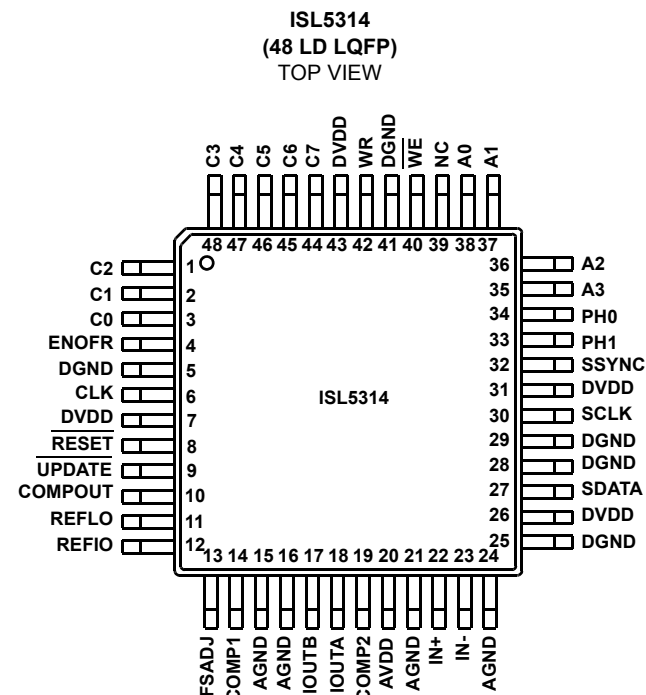 ISL5314
(48 LD LQFP)
TOP VIEW
C3
C4
C5
C6
C7
DVDD
WR
DGND
WE
NC
A0
A1
48 47 46 45 44 43 42 41 40 39 38 37
C2 1
C1 2
C0 3
ENOFR 4
DGND 5
CLK 6
DVDD 7
RESET 8
UPDATE 9
COMPOUT 10
REFLO 11
REFIO 12
ISL5314
36 A2
35 A3
34 PH0
33 PH1
32 SSYNC
31 DVDD
30 SCLK
29 DGND
28 DGND
27 SDATA
26 DVDD
25 DGND
13 14 15 16 17 18 19 20 21 22 23 24
FSADJ
COMP1
AGND
AGND
IOUTB
IOUTA
COMP2
AVDD
AGND
IN+
IN-
AGND